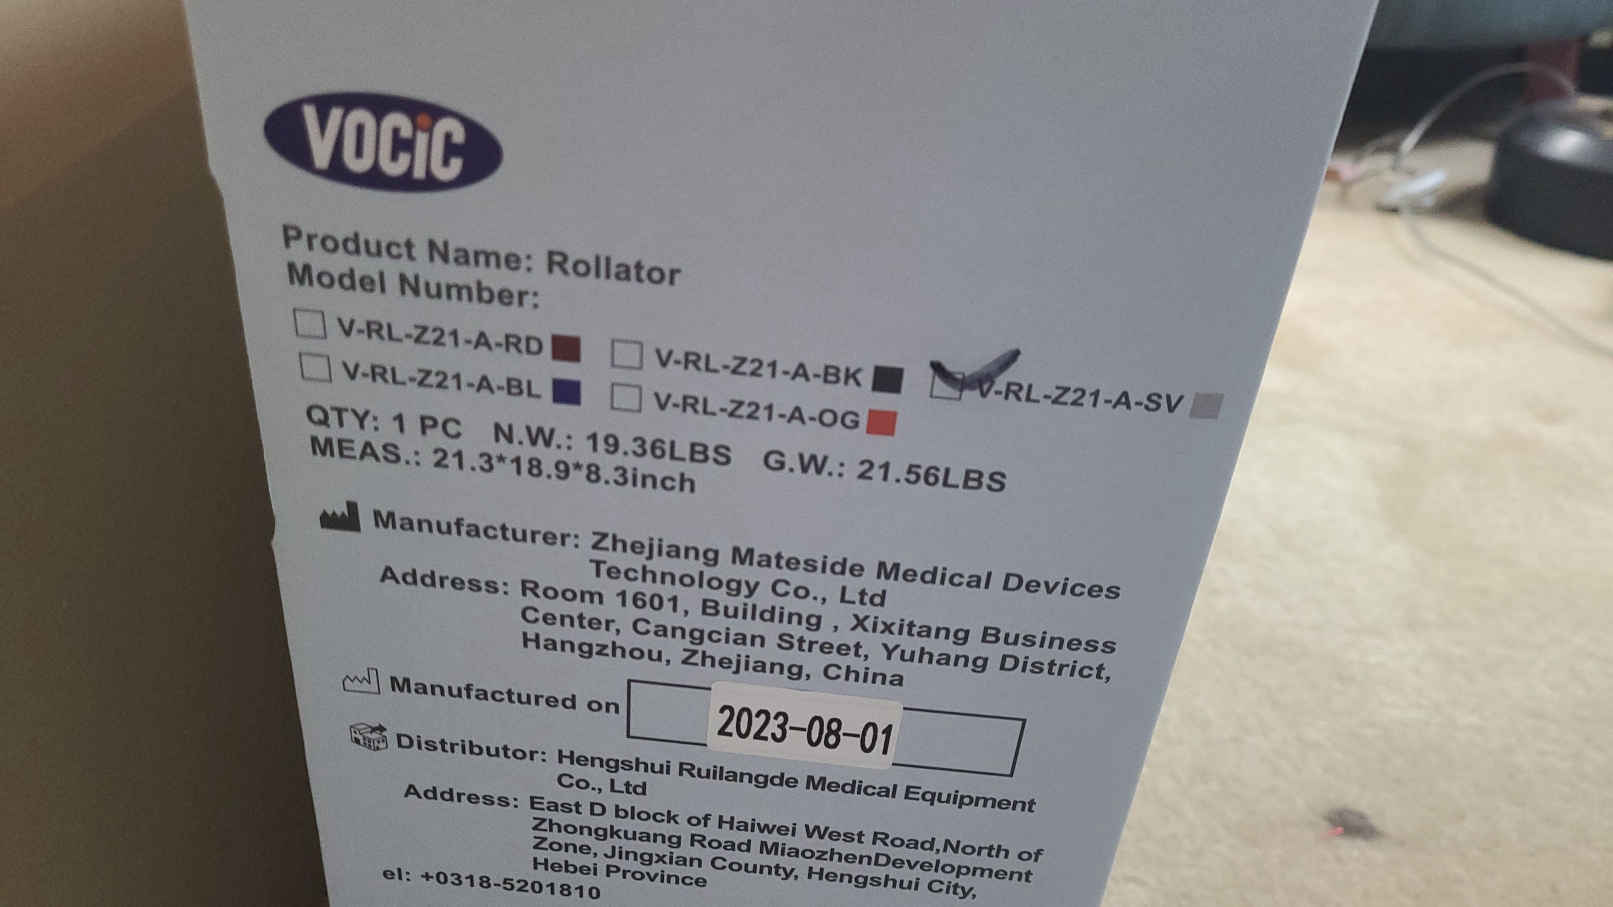 VOCiC
Product Name: Rollator
Model Number:
V-RL-Z21-A-RD V-RL-Z21-A-BK V-RL-Z21-A-SV
V-RL-Z21-A-BL V-RL-Z21-A-OG
QTY: 1 PC N.W.: 19.36LBS G.W.: 21.56LBS
MEAS.: 21.3*18.9*8.3inch
Manufacturer: Zhejiang Mateside Medical Devices
Technology Co., Ltd
Address: Room 1601, Building , Xixitang Business
Center, Cangcian Street, Yuhang District,
Hangzhou, Zhejiang, China
Manufactured on 2023-08-01
Distributor: Hengshui Ruilangde Medical Equipment
Co., Ltd
Address: East D block of Haiwei West Road,North of
Zhongkuang Road MiaozhenDevelopment
Zone, Jingxian County, Hengshui City,
Hebei Province
el: +0318-5201810